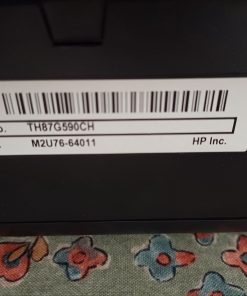 o. TH87G590CH
. M2U76-64011 HP Inc.